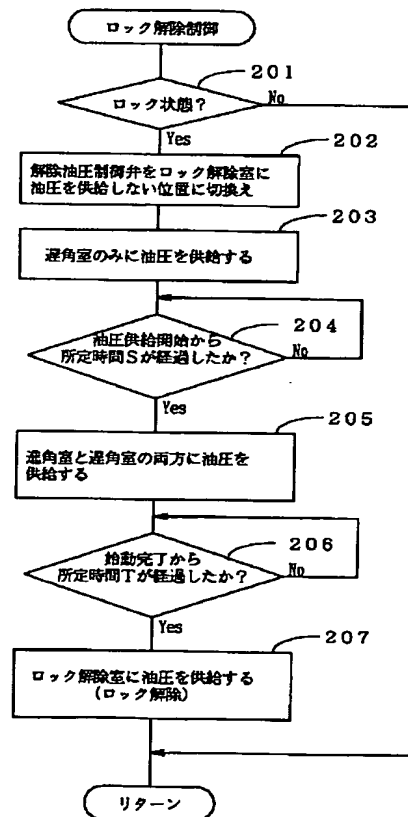 ロック解除制御
201
ロック状態?
No
Yes
202
解除油圧制御弁をロック解除室に
油圧を供給しない位置に切換え
203
遅角室のみに油圧を供給する
204
油圧供給開始から
所定時間Sが経過したか?
No
Yes
205
進角室と遅角室の両方に油圧を
供給する
206
始動完了から
所定時間Tが経過したか?
No
Yes
207
ロック解除室に油圧を供給する
(ロック解除)
リターン